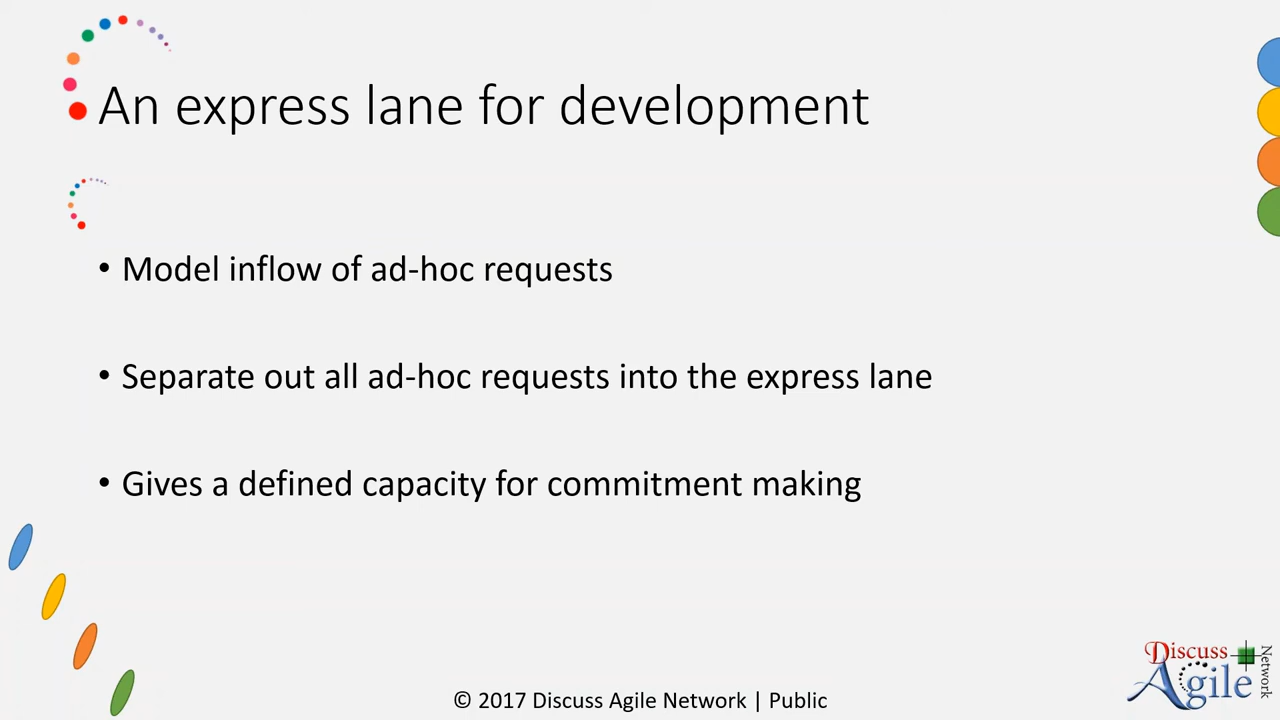 An express lane for development
• Model inflow of ad-hoc requests
• Separate out all ad-hoc requests into the express lane
• Gives a defined capacity for commitment making
© 2017 Discuss Agile Network | Public
Discuss
Agile
Network